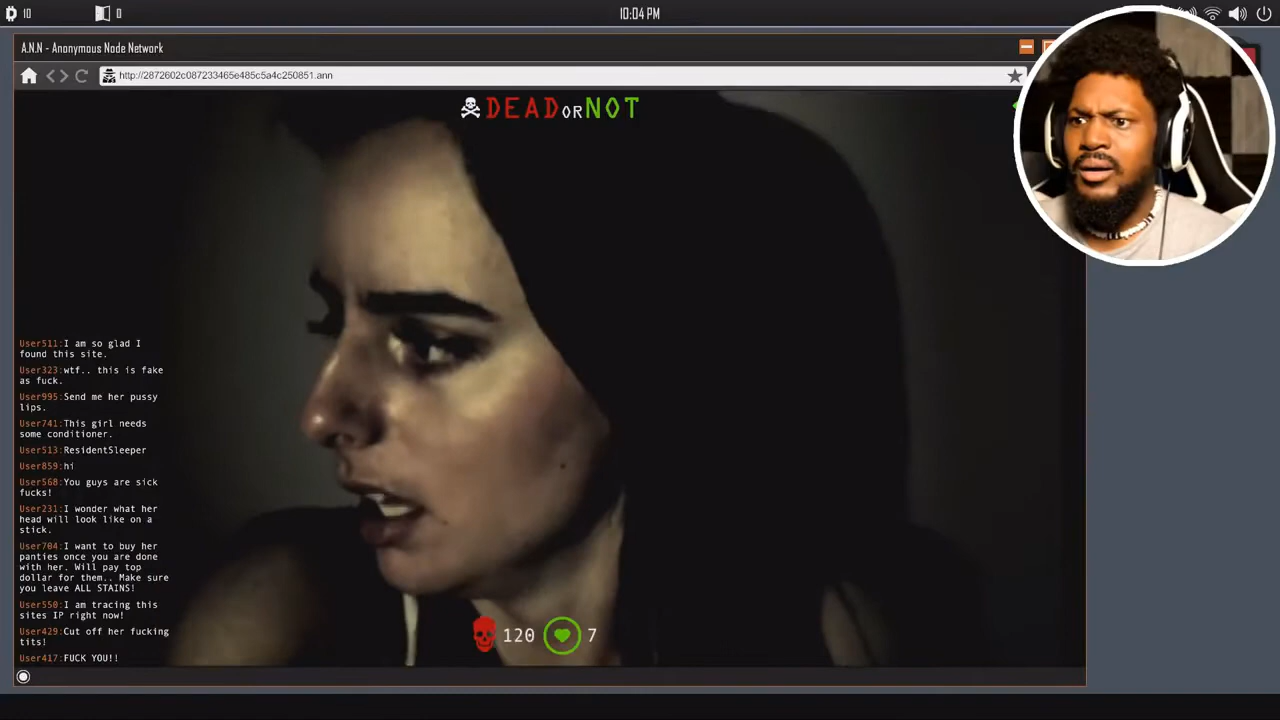 10 0 10:04 PM
A.N.N - Anonymous Node Network
http://2872602c087233465e485c5a4c250851.ann
DEAD OR NOT
User511:I am so glad I
found this site.
User323:wtf.. this is fake
as fuck.
User995:Send me her pussy
lips.
User741:This girl needs
some conditioner.
User513:ResidentSleeper
User859:hi
User568:You guys are sick
fucks!
User231:I wonder what her
head will look like on a
stick.
User704:I want to buy her
panties once you are done
with her. Will pay top
dollar for them.. Make sure
you leave ALL STAINS!
User550:I am tracing this
sites IP right now!
User429:Cut off her fucking
tits!
User417:FUCK YOU!!
120 7